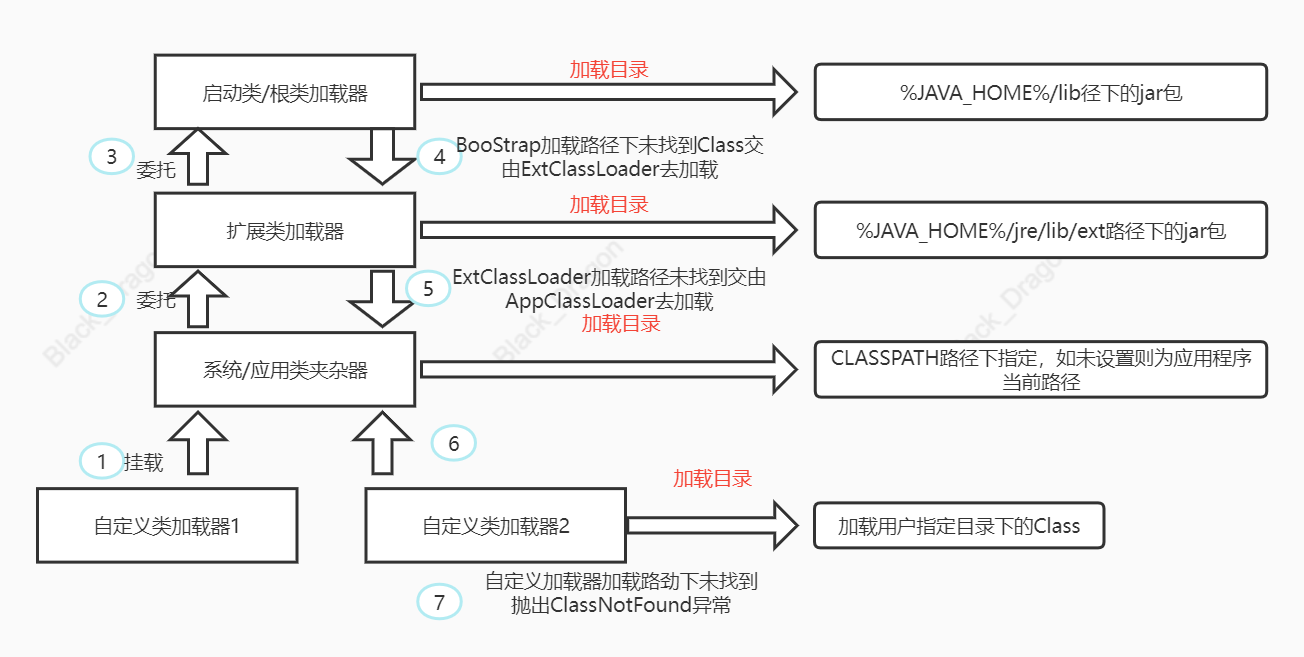 加载目录
启动类/根类加载器
%JAVA_HOME%/lib径下的jar包
3
委托
4
BooStrap加载路径下未找到Class交
由ExtClassLoader去加载
加载目录
扩展类加载器
%JAVA_HOME%/jre/lib/ext路径下的jar包
2
委托
5
ExtClassLoader加载路径未找到交由
AppClassLoader去加载
加载目录
Black_Dragon
Black_Dragon
Black_Dragon
系统/应用类夹杂器
CLASSPATH路径下指定，如未设置则为应用程序
当前路径
1
挂载
6
加载目录
自定义类加载器1
自定义类加载器2
加载用户指定目录下的Class
7
自定义加载器加载路劲下未找到
抛出ClassNotFound异常